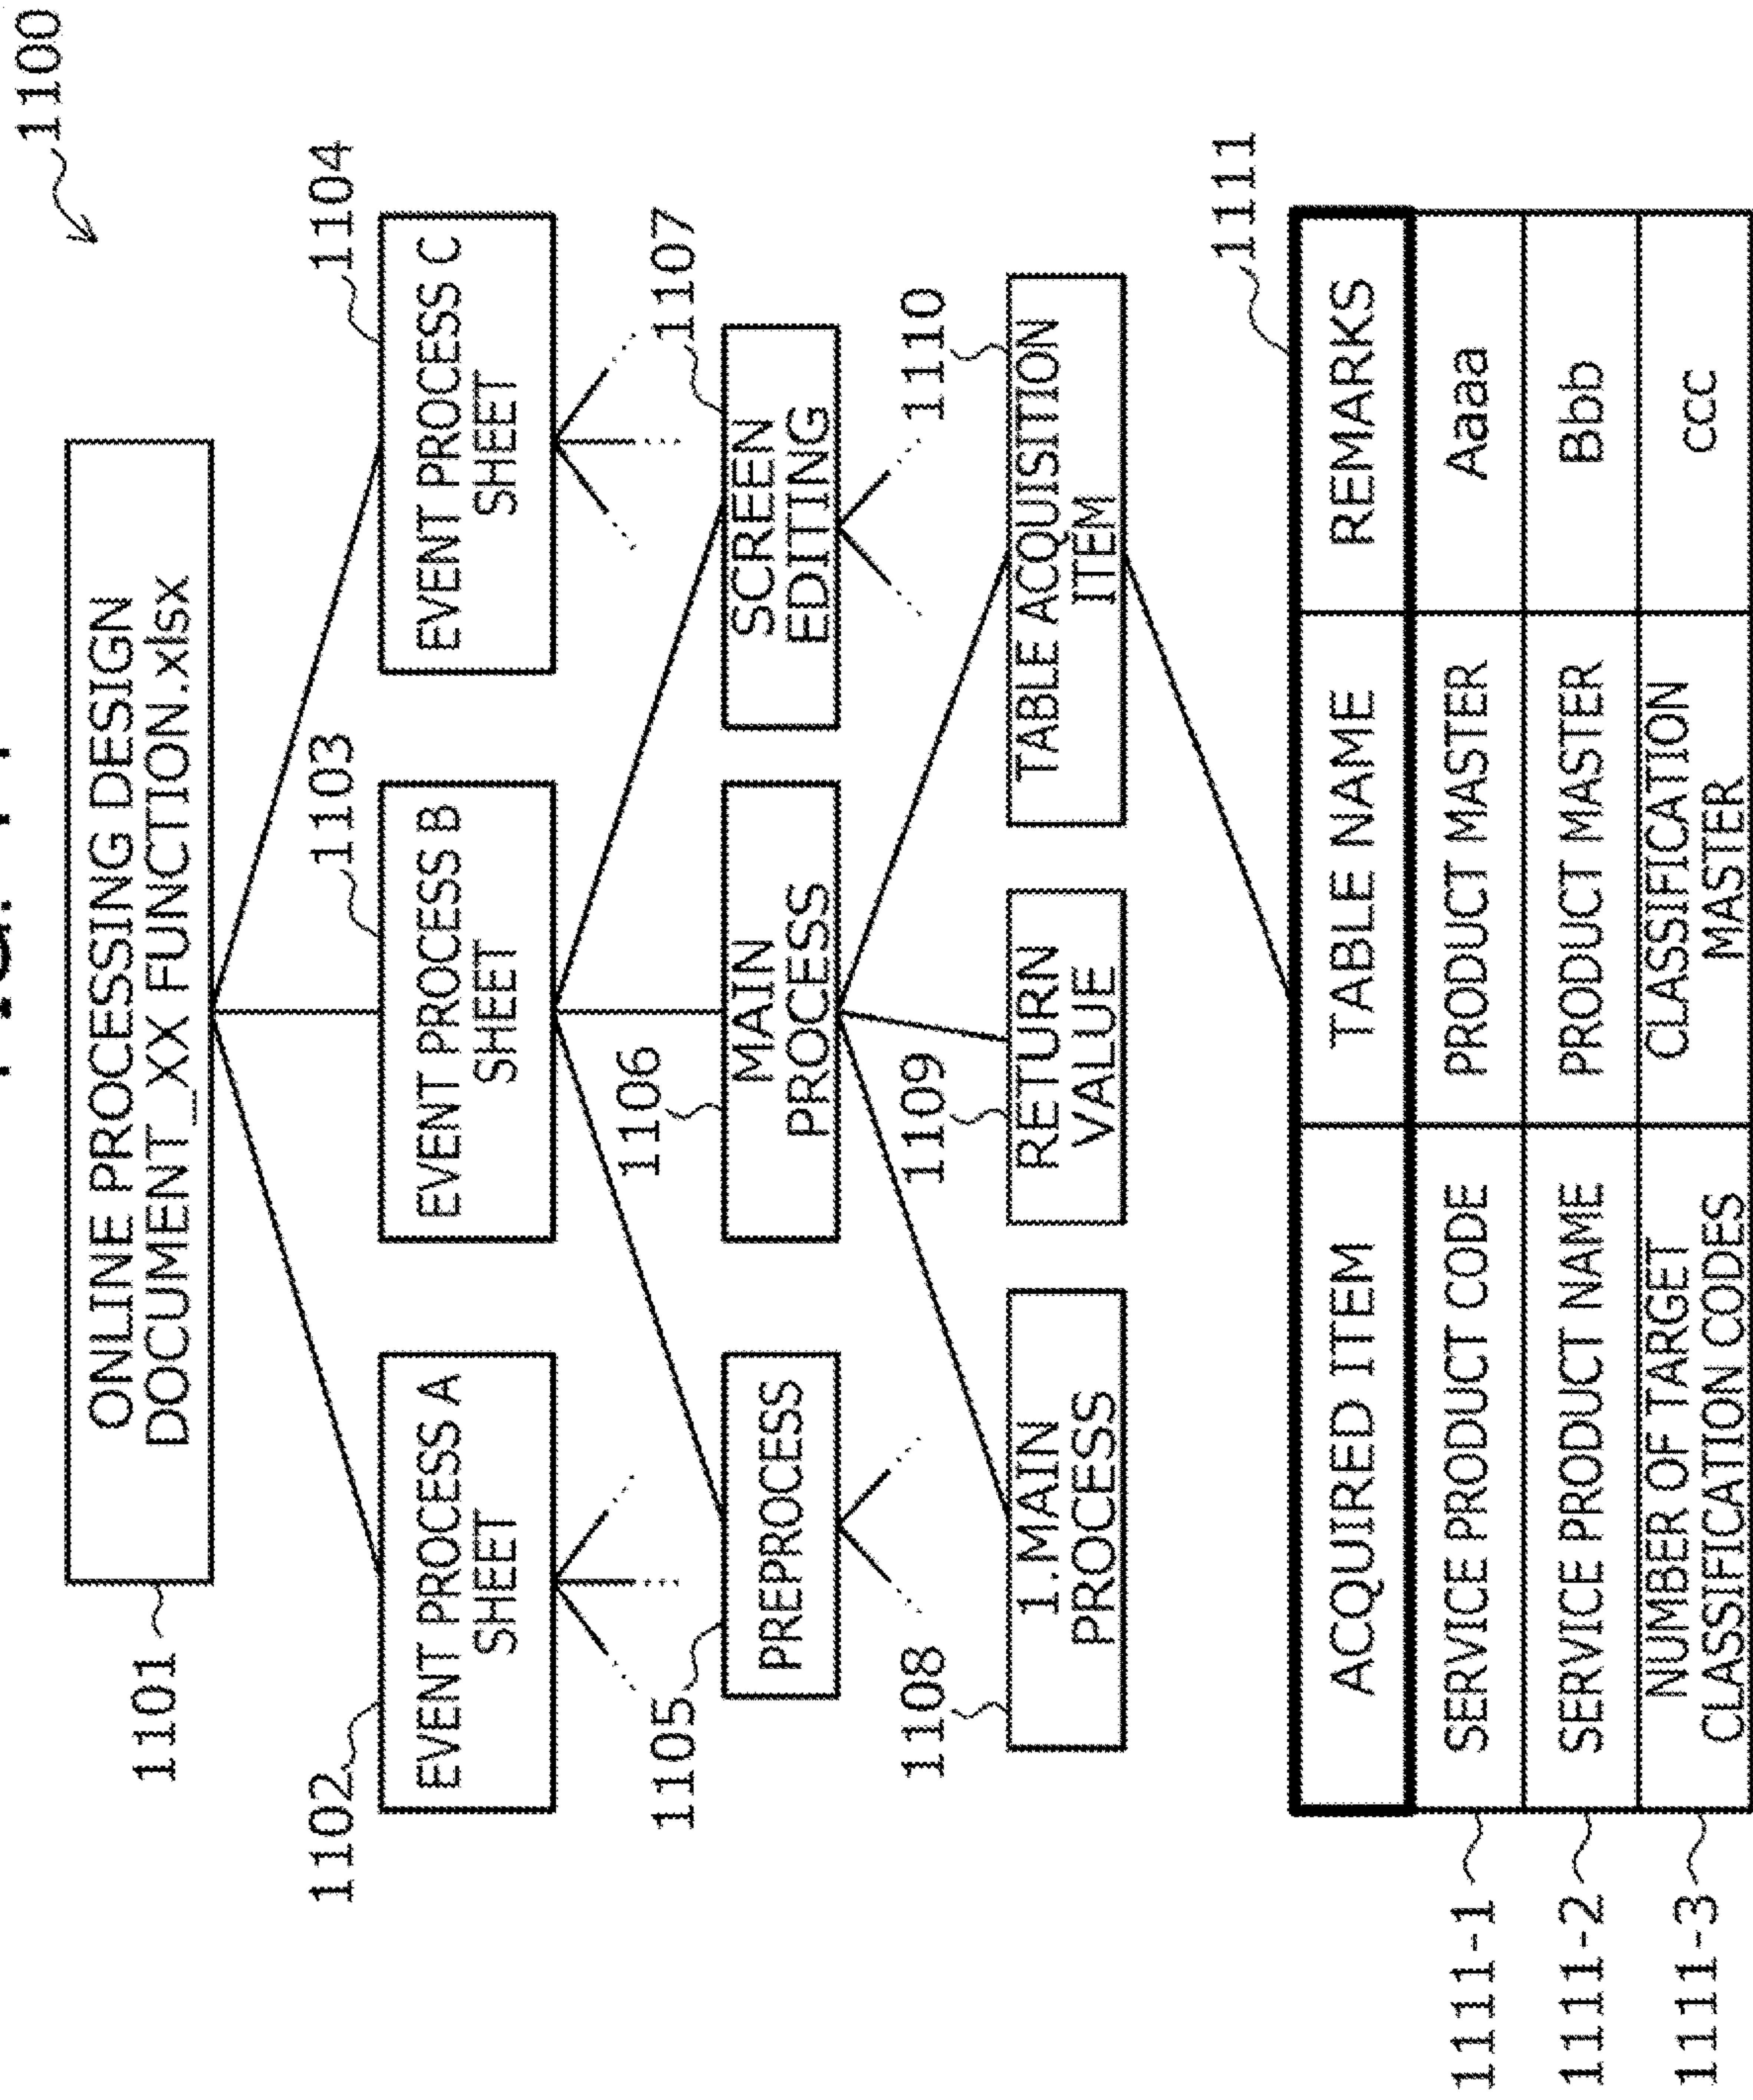 1100
ONLINE PROCESSING DESIGN
DOCUMENT_XX FUNCTION.xlsx
1101
1102
1103
1104
EVENT PROCESS A
SHEET
EVENT PROCESS B
SHEET
EVENT PROCESS C
SHEET
1105
1106
1107
PREPROCESS
MAIN
PROCESS
SCREEN
EDITING
1108
1109
1110
1.MAIN
PROCESS
RETURN
VALUE
TABLE ACQUISITION
ITEM
1111
ACQUIRED ITEM
TABLE NAME
REMARKS
1111-1
SERVICE PRODUCT CODE
PRODUCT MASTER
Aaaa
1111-2
SERVICE PRODUCT NAME
PRODUCT MASTER
Bbb
1111-3
NUMBER OF TARGET
CLASSIFICATION CODES
CLASSIFICATION
MASTER
ccc